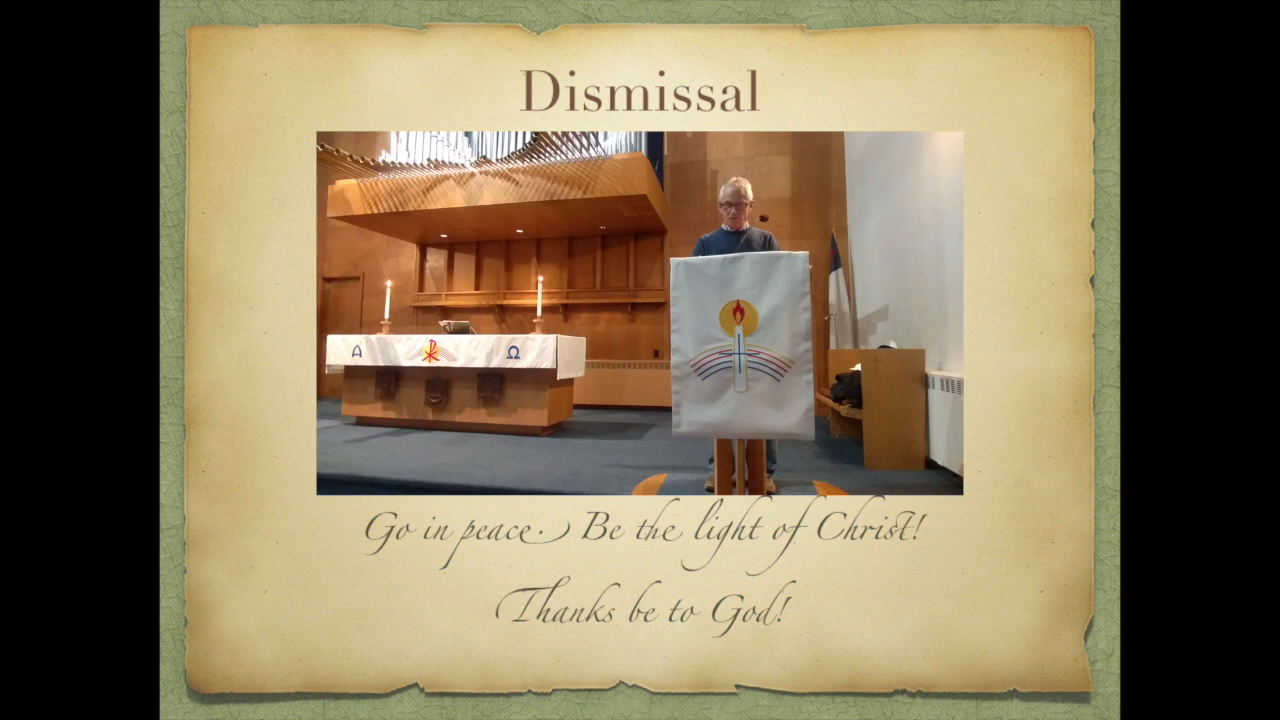 Dismissal
Α Ω
Go in peace. Be the light of Christ!
Thanks be to God!